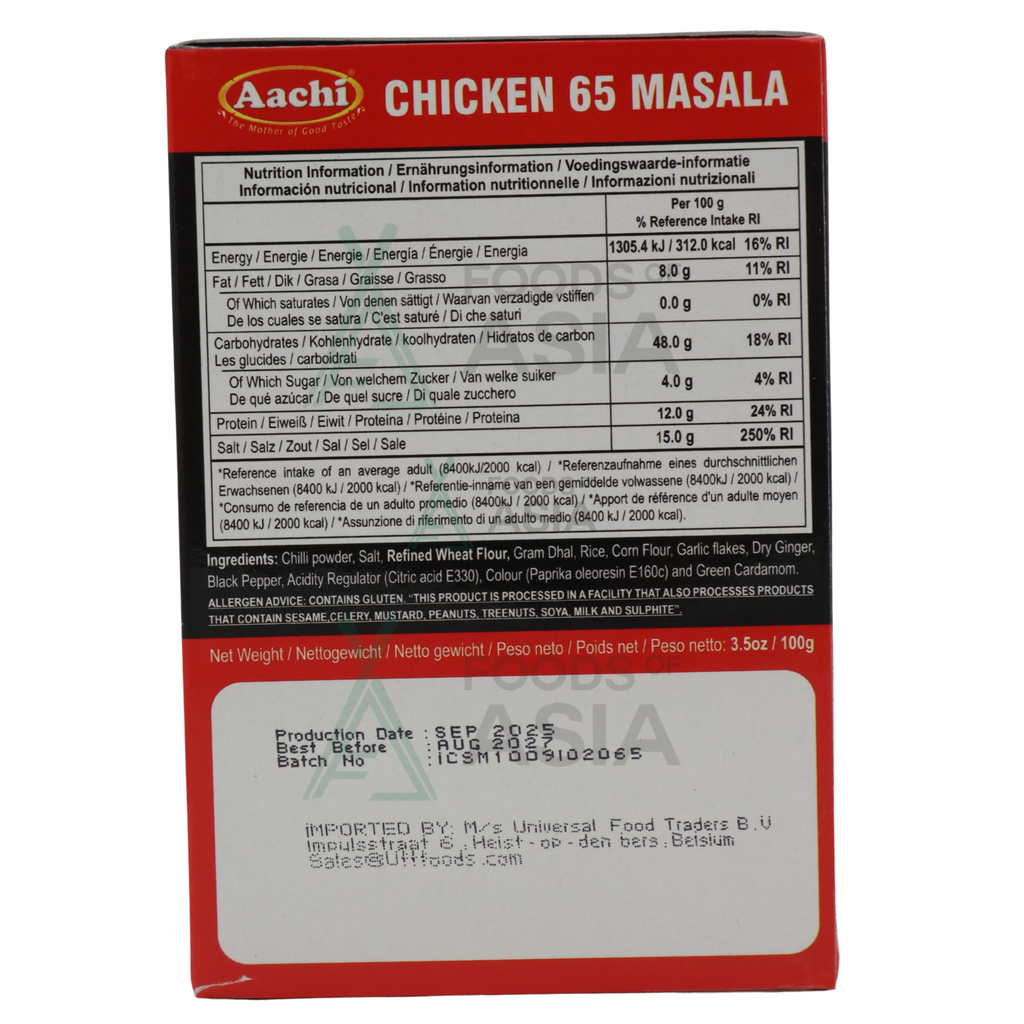 Aachi
The Mother of Good Taste
CHICKEN 65 MASALA
Nutrition Information / Ernährungsinformation / Voedingswaarde-informatie
Información nutricional / Information nutritionnelle / Informazioni nutrizionali
Per 100 g
% Reference Intake RI
Energy / Energie / Energie / Energía / Énergie / Energia 1305.4 kJ / 312.0 kcal 16% RI
Fat / Fett / Dik / Grasa / Graisse / Grasso 8.0 g 11% RI
Of Which saturates / Von denen sättigt / Waarvan verzadigde vstiffen
De los cuales se satura / C'est saturé / Di che saturi 0.0 g 0% RI
Carbohydrates / Kohlenhydrate / koolhydraten / Hidratos de carbon
Les glucides / carboidrati 48.0 g 18% RI
Of Which Sugar / Von welchem Zucker / Van welke suiker
De qué azúcar / De quel sucre / Di quale zucchero 4.0 g 4% RI
Protein / Eiweiß / Eiwit / Proteína / Protéine / Proteina 12.0 g 24% RI
Salt / Salz / Zout / Sal / Sel / Sale 15.0 g 250% RI
*Reference intake of an average adult (8400kJ/2000 kcal) / *Referenzaufnahme eines durchschnittlichen
Erwachsenen (8400 kJ / 2000 kcal) / *Referentie-inname van een gemiddelde volwassene (8400kJ / 2000 kcal) /
*Consumo de referencia de un adulto promedio (8400kJ / 2000 kcal) / *Apport de référence d'un adulte moyen
(8400 kJ / 2000 kcal) / *Assunzione di riferimento di un adulto medio (8400 kJ / 2000 kcal).
Ingredients: Chilli powder, Salt, Refined Wheat Flour, Gram Dhal, Rice, Corn Flour, Garlic flakes, Dry Ginger,
Black Pepper, Acidity Regulator (Citric acid E330), Colour (Paprika oleoresin E160c) and Green Cardamom.
ALLERGEN ADVICE: CONTAINS GLUTEN. "THIS PRODUCT IS PROCESSED IN A FACILITY THAT ALSO PROCESSES PRODUCTS
THAT CONTAIN SESAME,CELERY, MUSTARD, PEANUTS, TREENUTS, SOYA, MILK AND SULPHITE".
Net Weight / Nettogewicht / Netto gewicht / Peso neto / Poids net / Peso netto: 3.5oz / 100g
Production Date : SEP 2025
Best Before : AUG 2027
Batch No : ICSM1009102065
IMPORTED BY: M/s Universal Food Traders B.V
Impulsstraat 6, Heist-op-den berg, Belgium
Sales@Uftfoods.com
FOODS OF
ASIA
FOODS
ASIA
FOODS OF
ASIA